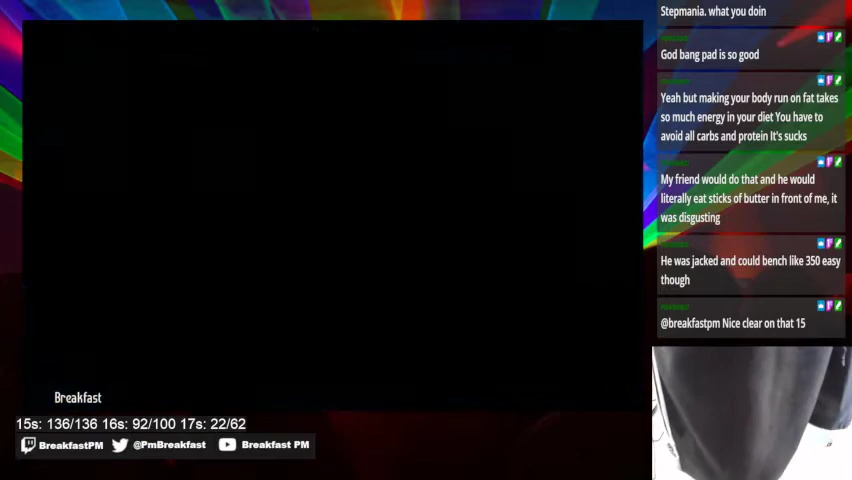 Stepmania. what you doin
God bang pad is so good
Yeah but making your body run on fat takes
so much energy in your diet You have to
avoid all carbs and protein It's sucks
My friend would do that and he would
literally eat sticks of butter in front of me, it
was disgusting
He was jacked and could bench like 350 easy
though
@breakfastpm Nice clear on that 15
Breakfast
15s: 136/136 16s: 92/100 17s: 22/62
BreakfastPM @PmBreakfast Breakfast PM